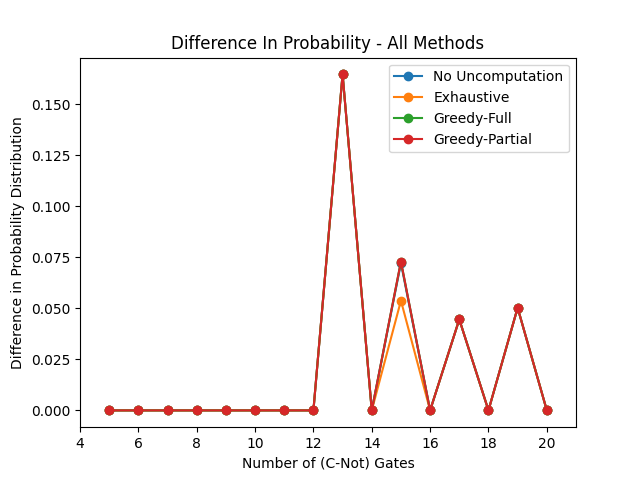 Difference In Probability - All Methods
No Uncomputation
Exhaustive
Greedy-Full
Greedy-Partial
Difference in Probability Distribution
0.150
0.125
0.100
0.075
0.050
0.025
0.000
4 6 8 10 12 14 16 18 20
Number of (C-Not) Gates